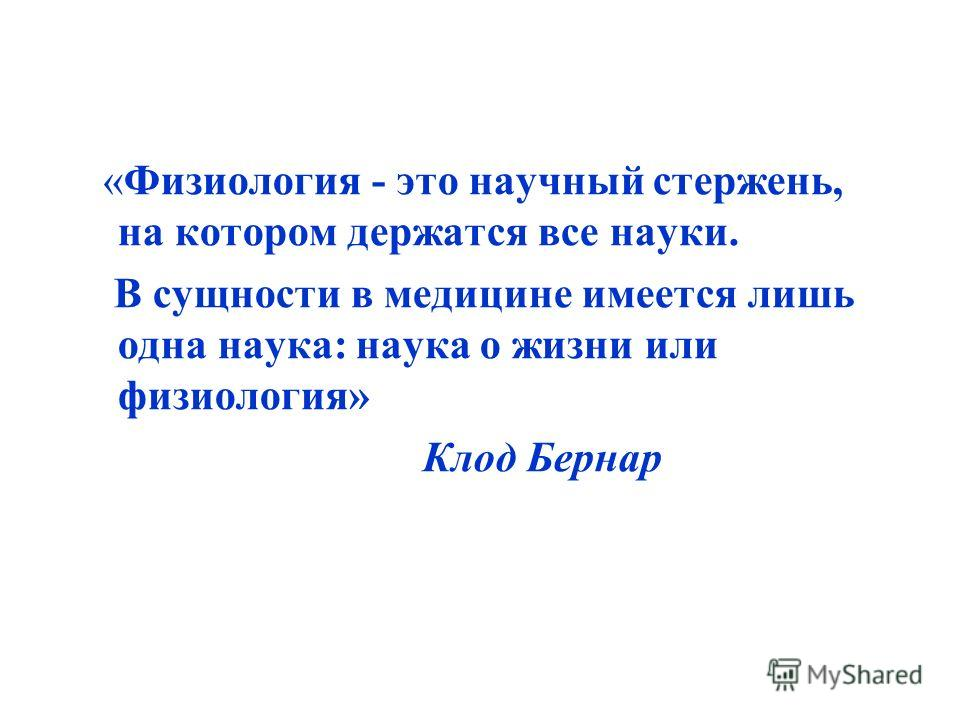 «Физиология - это научный стержень,
на котором держатся все науки.
В сущности в медицине имеется лишь
одна наука: наука о жизни или
физиология»
Клод Бернар
MyShared